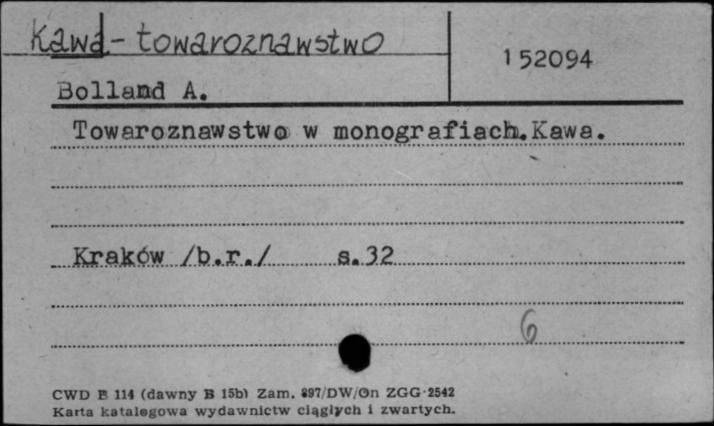 Kawa - towaroznawstwo
152094
Bolland A.
Towaroznawstwo w monografiach.Kawa.
Kraków /b.r./ s.32
6
CWD B 114 (dawny B 15b) Zam. 897/DW/On ZGG-2542
Karta katalogowa wydawnictw ciągłych i zwartych.